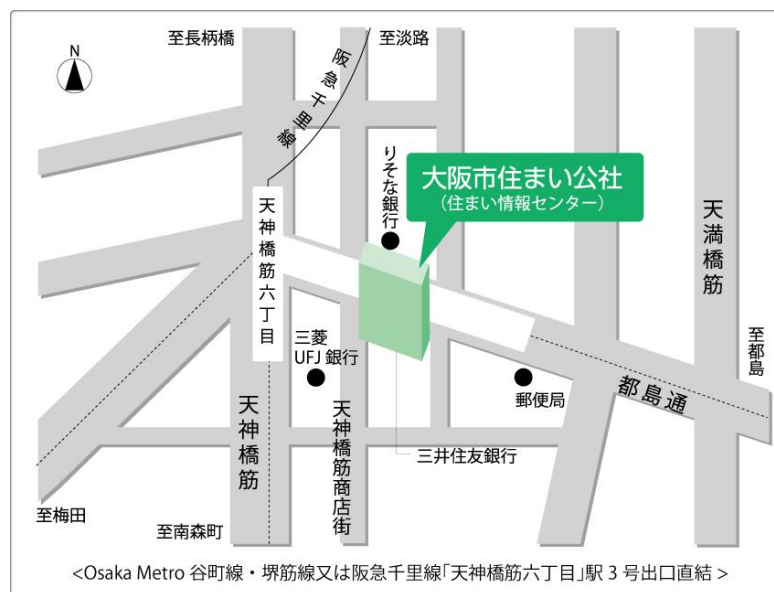 至長柄橋
至淡路
N
阪急千里線
りそな銀行
大阪市住まい公社
（住まい情報センター）
天神橋筋六丁目
天満橋筋
至都島
三菱
UFJ 銀行
郵便局
都島通
天神橋筋
天神橋筋商店街
三井住友銀行
至梅田
至南森町
<Osaka Metro 谷町線・堺筋線又は阪急千里線「天神橋筋六丁目」駅 3 号出口直結 >